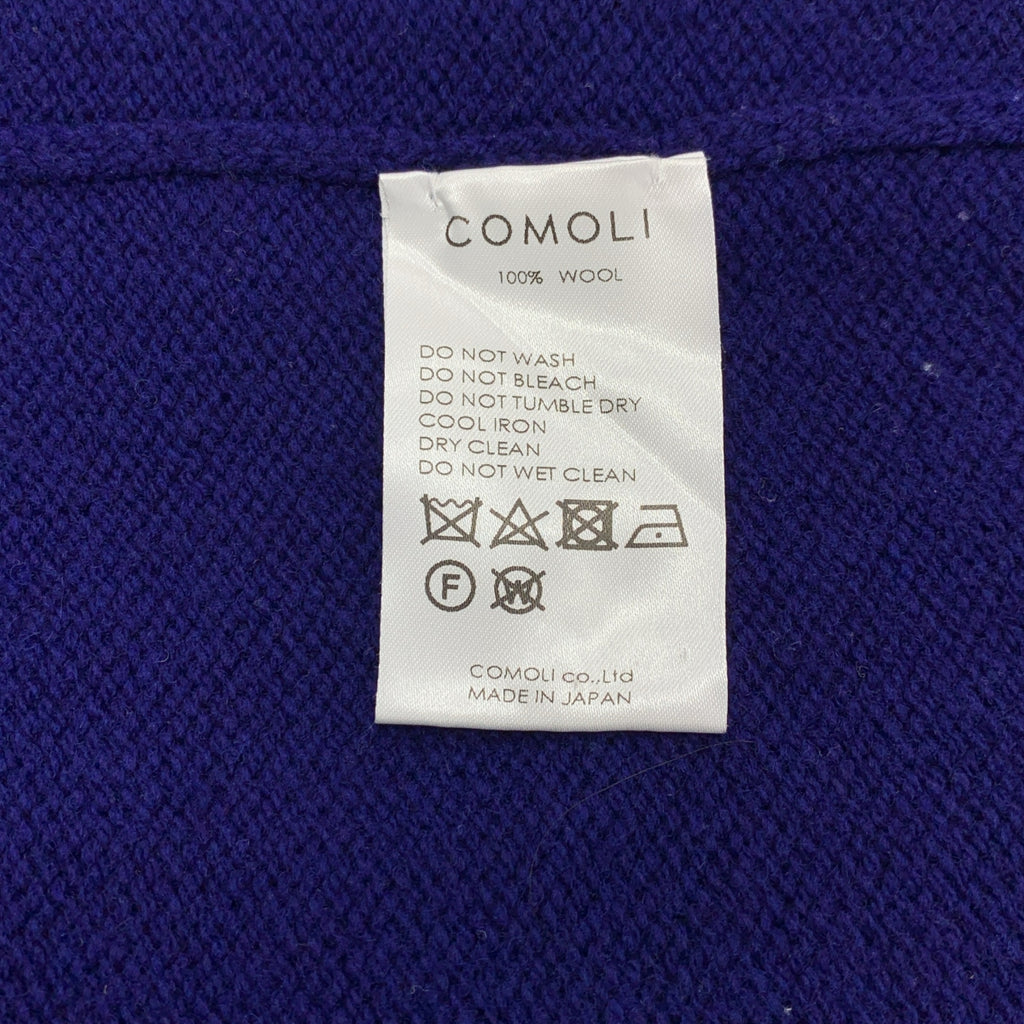 COMOLI
100% WOOL
DO NOT WASH
DO NOT BLEACH
DO NOT TUMBLE DRY
COOL IRON
DRY CLEAN
DO NOT WET CLEAN
F W
COMOLI co.,Ltd
MADE IN JAPAN